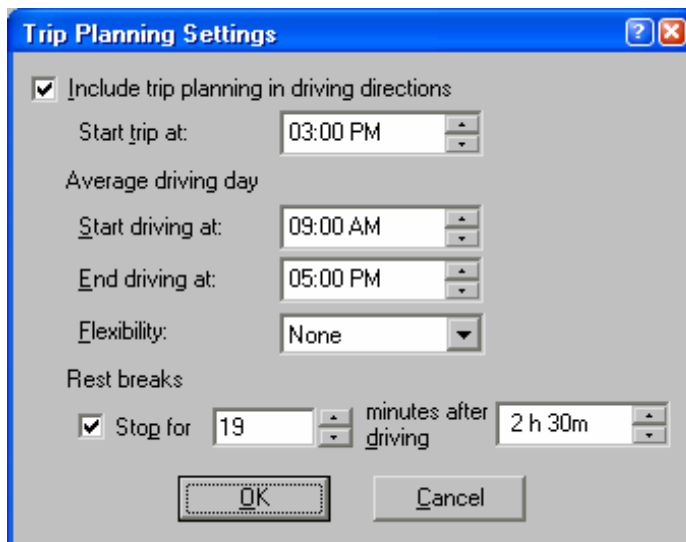 Trip Planning Settings
Include trip planning in driving directions
Start trip at: 03:00 PM
Average driving day
Start driving at: 09:00 AM
End driving at: 05:00 PM
Flexibility: None
Rest breaks
Stop for 19 minutes after driving 2 h 30m
OK Cancel